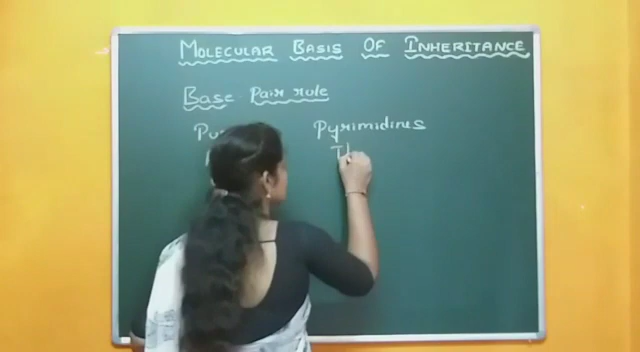 MOLECULAR BASIS OF INHERITANCE
Base - Pair rule
Pyrimidines